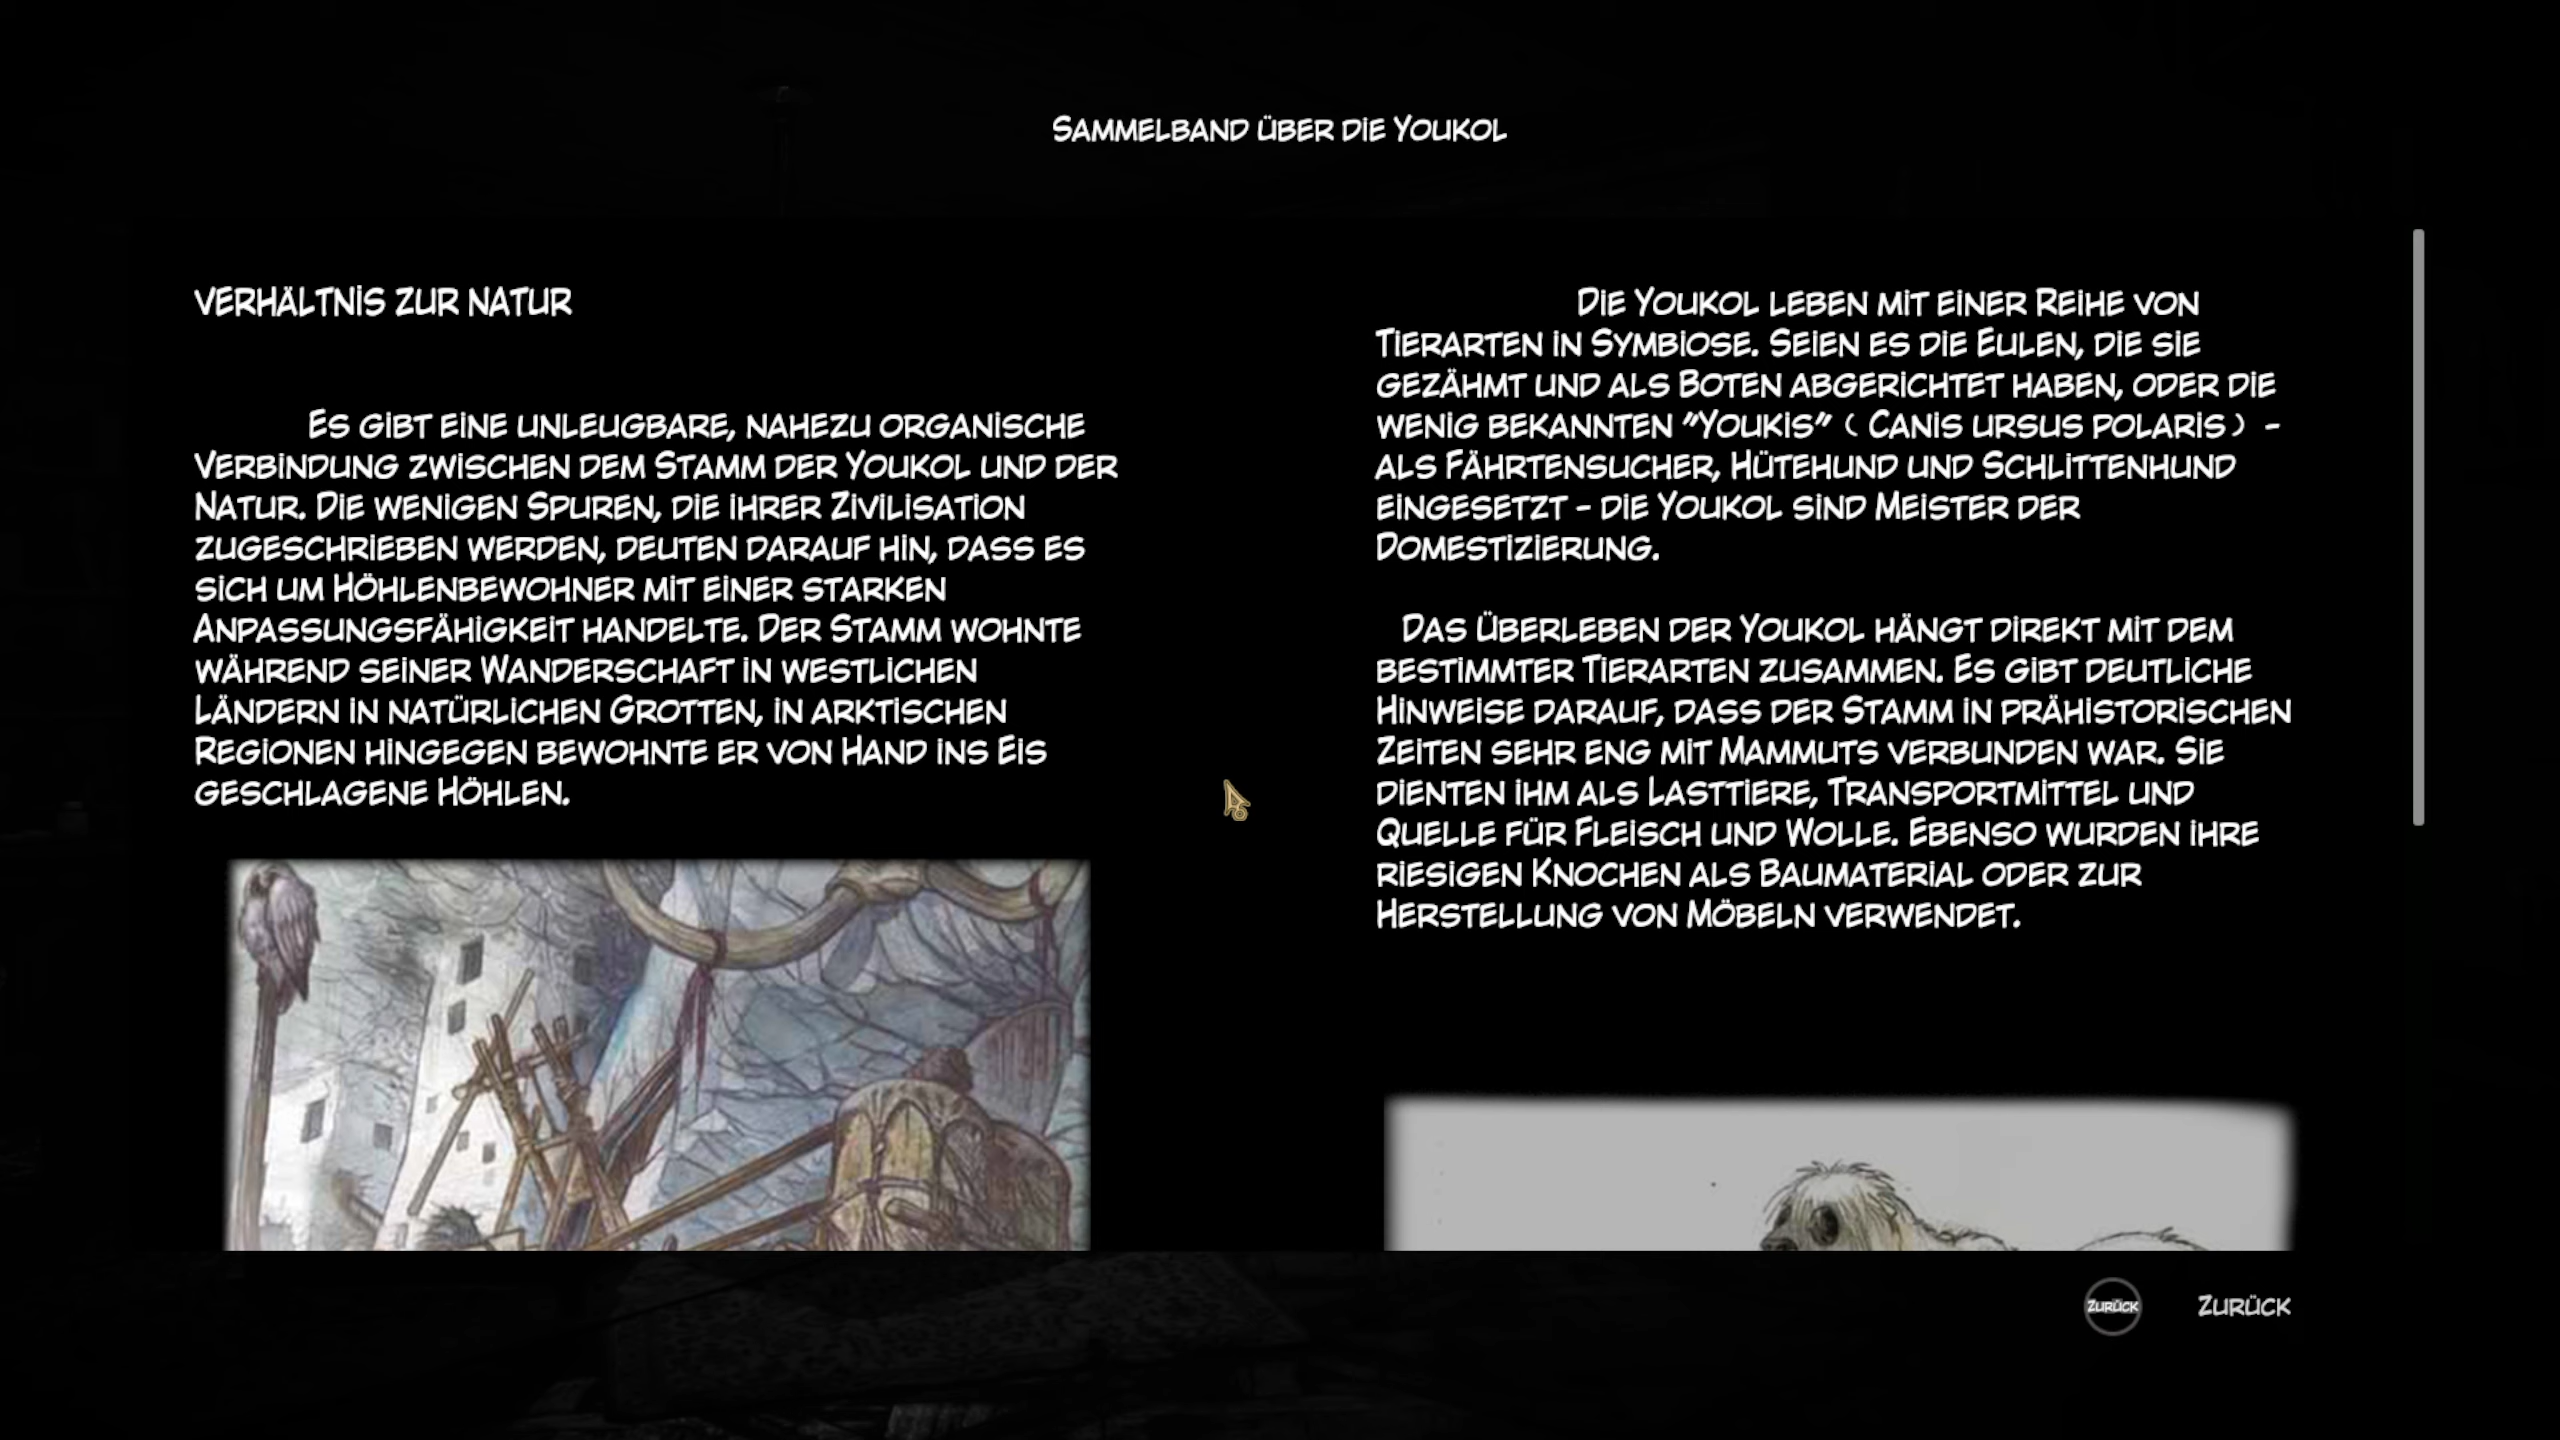 Sammelband über die Youkol
VERHÄLTNIS ZUR NATUR
Es gibt eine unleugbare, nahezu organische
Verbindung zwischen dem Stamm der Youkol und der
Natur. Die wenigen Spuren, die ihrer Zivilisation
zugeschrieben werden, deuten darauf hin, dass es
sich um Höhlenbewohner mit einer starken
Anpassungsfähigkeit handelte. Der Stamm wohnte
während seiner Wanderschaft in westlichen
Ländern in natürlichen Grotten, in arktischen
Regionen hingegen bewohnte er von Hand ins Eis
geschlagene Höhlen.
Die Youkol leben mit einer Reihe von
Tierarten in Symbiose. Seien es die Eulen, die sie
gezähmt und als Boten abgerichtet haben, oder die
wenig bekannten "Youkis" ( Canis ursus polaris ) -
als Fährtensucher, Hütehund und Schlittenhund
eingesetzt - die Youkol sind Meister der
Domestizierung.
Das Überleben der Youkol hängt direkt mit dem
bestimmter Tierarten zusammen. Es gibt deutliche
Hinweise darauf, dass der Stamm in prähistorischen
Zeiten sehr eng mit Mammuts verbunden war. Sie
dienten ihm als Lasttiere, Transportmittel und
Quelle für Fleisch und Wolle. Ebenso wurden ihre
riesigen Knochen als Baumaterial oder zur
Herstellung von Möbeln verwendet.
Zurück Zurück